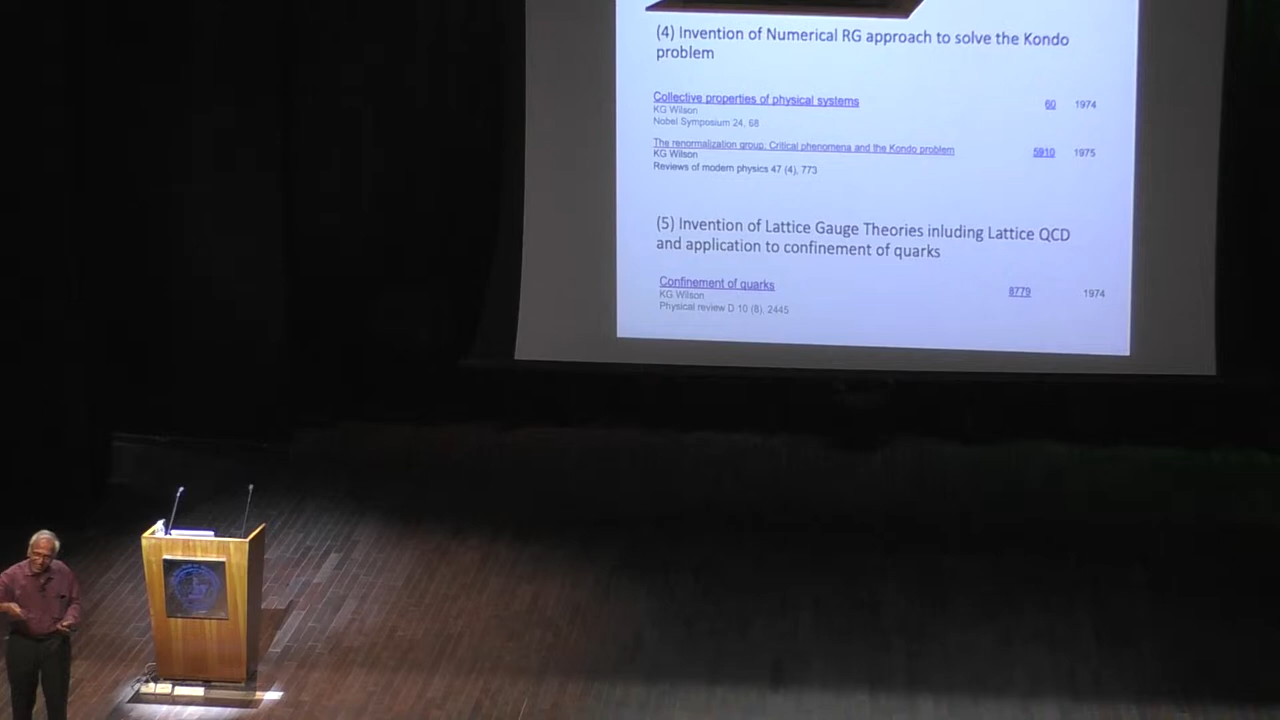 (4) Invention of Numerical RG approach to solve the Kondo
problem
Collective properties of physical systems 60 1974
KG Wilson
Nobel Symposium 24, 68
The renormalization group: Critical phenomena and the Kondo problem 5910 1975
KG Wilson
Reviews of modern physics 47 (4), 773
(5) Invention of Lattice Gauge Theories inluding Lattice QCD
and application to confinement of quarks
Confinement of quarks 8779 1974
KG Wilson
Physical review D 10 (8), 2445